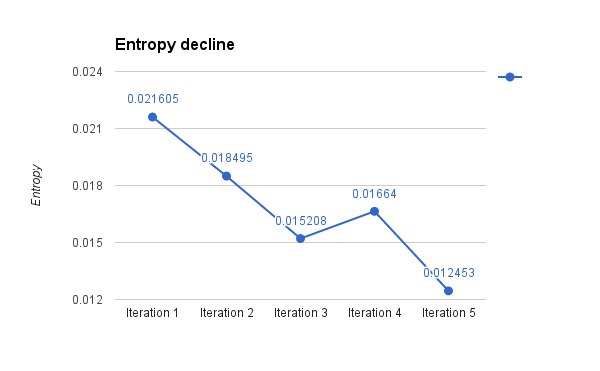 Entropy decline
0.024
0.021
0.018
0.015
0.012
Entropy
0.021605
0.018495
0.015208
0.01664
0.012453
Iteration 1
Iteration 2
Iteration 3
Iteration 4
Iteration 5